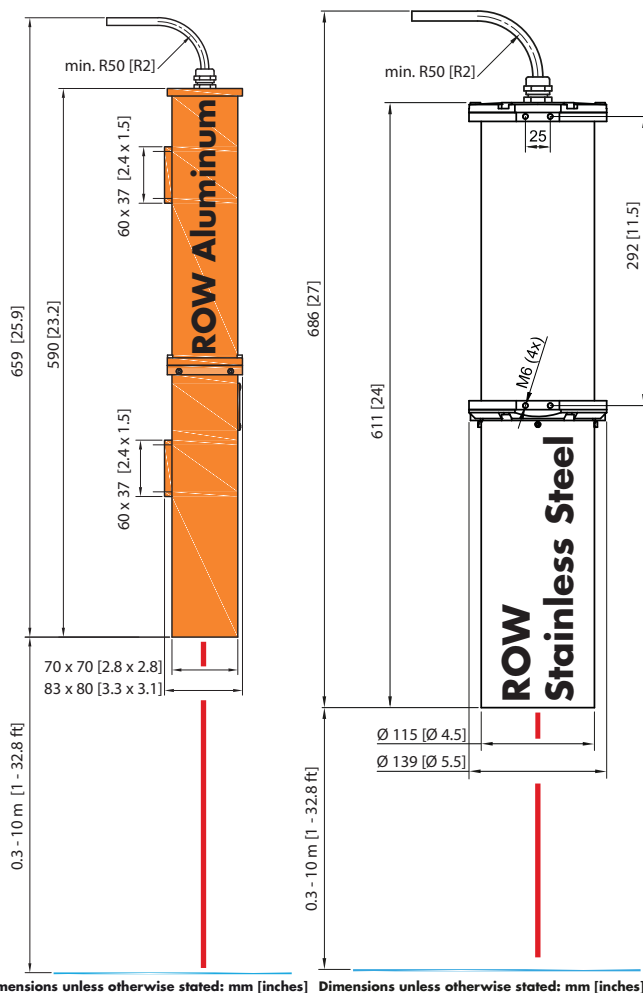 min. R50 [R2]
ROW Aluminum
60 x 37 [2.4 x 1.5]
659 [25.9]
590 [23.2]
60 x 37 [2.4 x 1.5]
70 x 70 [2.8 x 2.8]
83 x 80 [3.3 x 3.1]
0.3 - 10 m [1 - 32.8 ft]
mensions unless otherwise stated: mm [inches]
min. R50 [R2]
25
292 [11.5]
686 [27]
611 [24]
M6 (4x)
ROW
Stainless Steel
Ø 115 [Ø 4.5]
Ø 139 [Ø 5.5]
0.3 - 10 m [1 - 32.8 ft]
Dimensions unless otherwise stated: mm [inches]